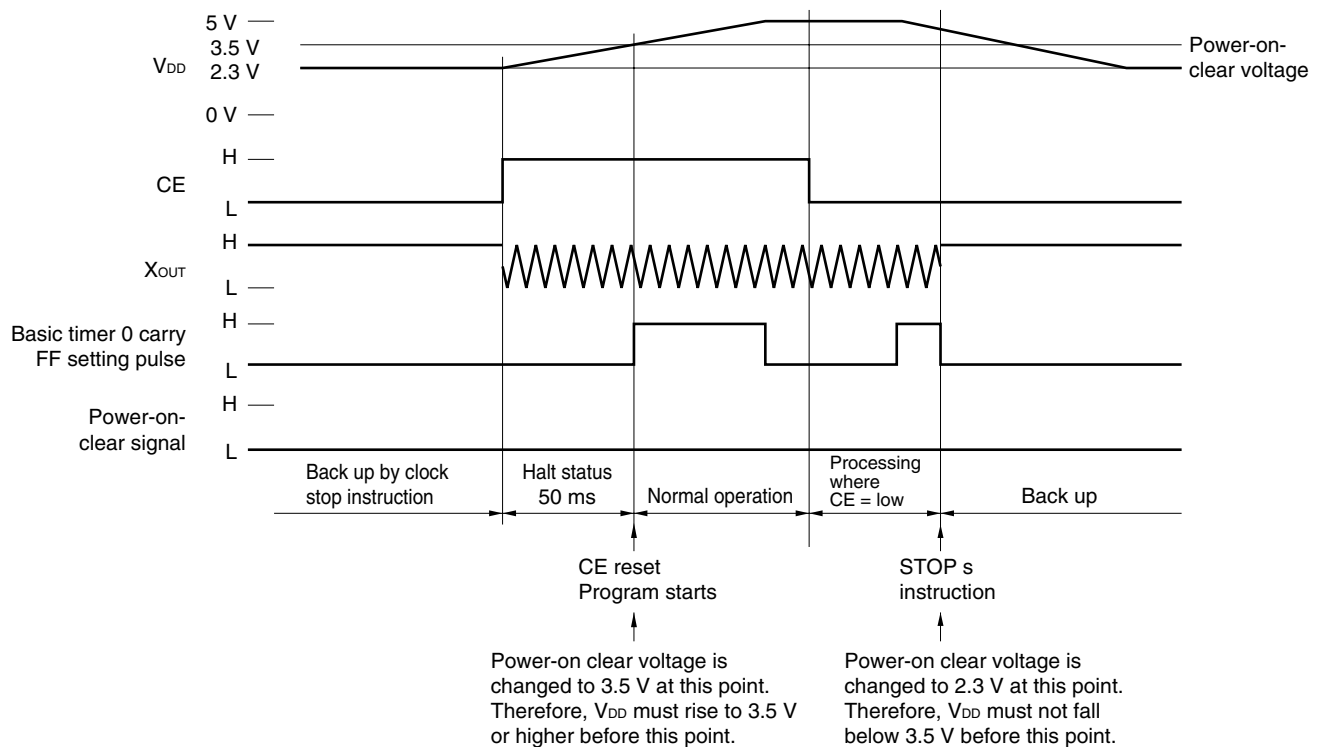 5 V
3.5 V
VDD
2.3 V
0 V
Power-on-
clear voltage
H
CE
L
H
XOUT
L
H
Basic timer 0 carry
FF setting pulse
L
H
Power-on-
clear signal
L
Back up by clock
stop instruction
Halt status
50 ms
Normal operation
Processing
where
CE = low
Back up
CE reset
Program starts
STOP s
instruction
Power-on clear voltage is
changed to 3.5 V at this point.
Therefore, VDD must rise to 3.5 V
or higher before this point.
Power-on clear voltage is
changed to 2.3 V at this point.
Therefore, VDD must not fall
below 3.5 V before this point.